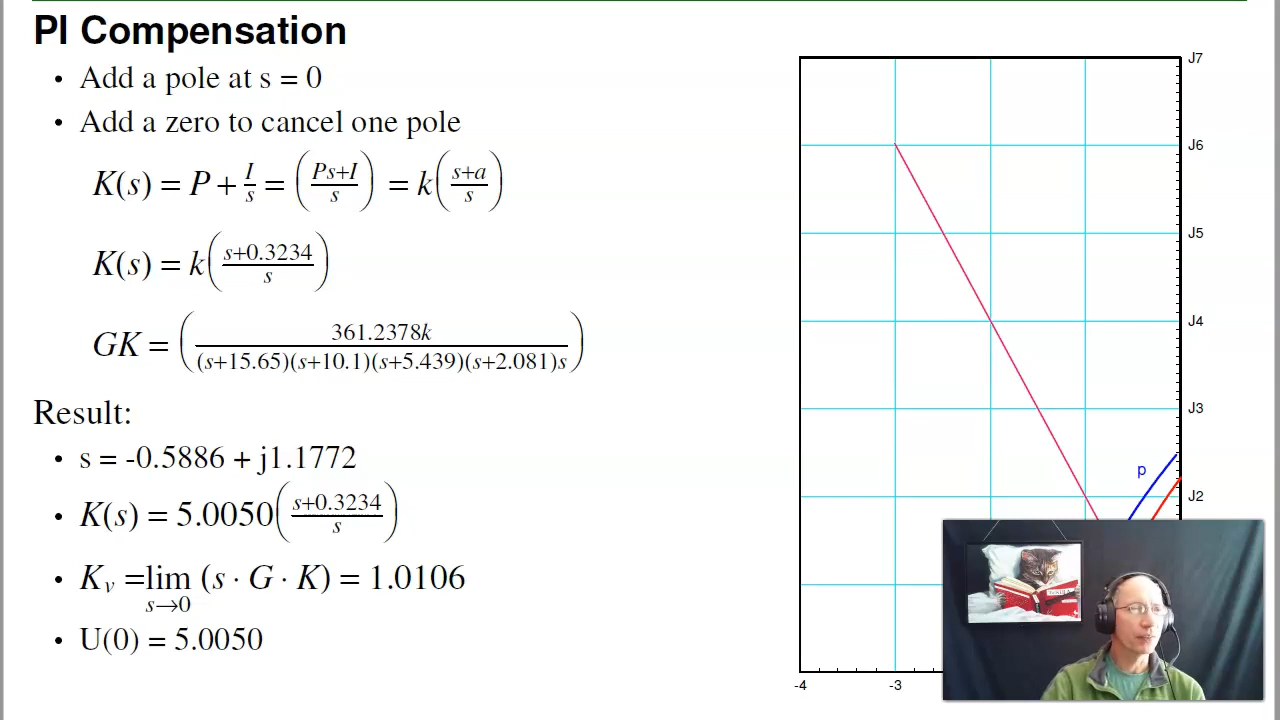 PI Compensation
• Add a pole at s = 0
• Add a zero to cancel one pole
K(s) = P + I/s = (Ps+I/s) = k(s+a/s)
K(s) = k(s+0.3234/s)
GK = (361.2378k/(s+15.65)(s+10.1)(s+5.439)(s+2.081)s)
Result:
• s = -0.5886 + j1.1772
• K(s) = 5.0050(s+0.3234/s)
• Kv =lim (s · G · K) = 1.0106
s→0
• U(0) = 5.0050
J7
J6
J5
J4
J3
p
J2
-4
-3